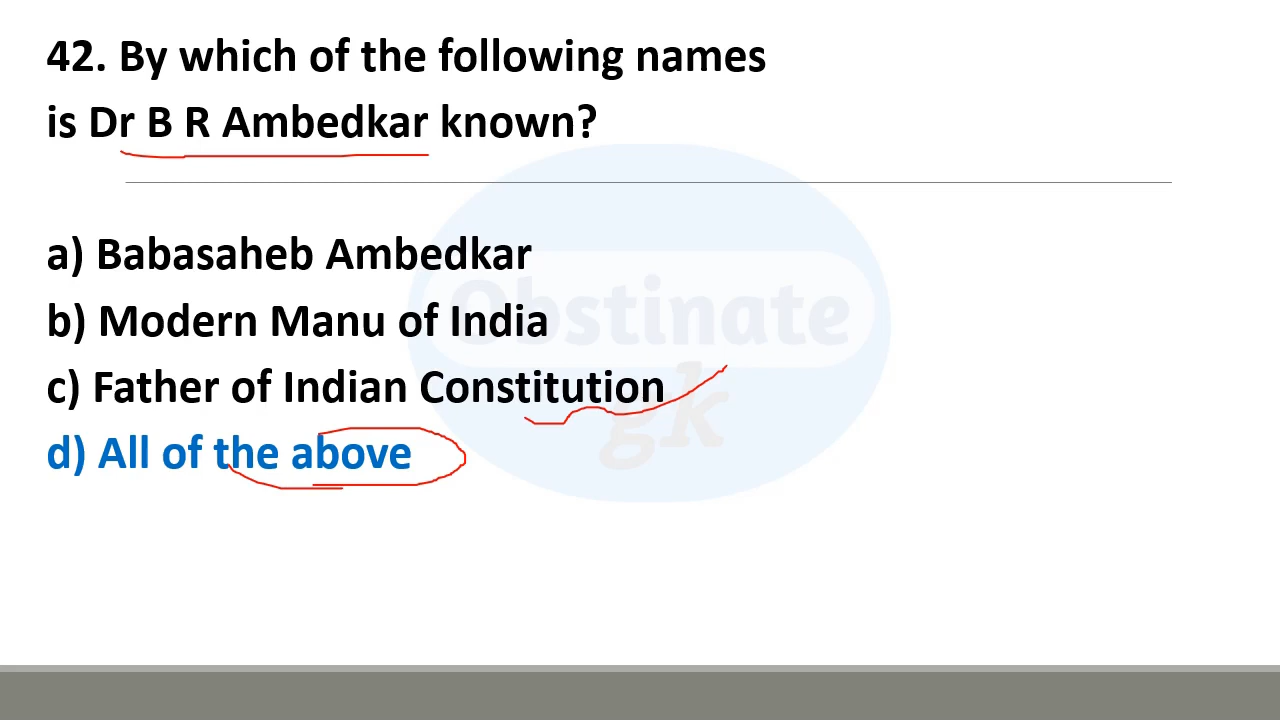 42. By which of the following names
is Dr B R Ambedkar known?
a) Babasaheb Ambedkar
b) Modern Manu of India
c) Father of Indian Constitution
d) All of the above
Obstinate
gk